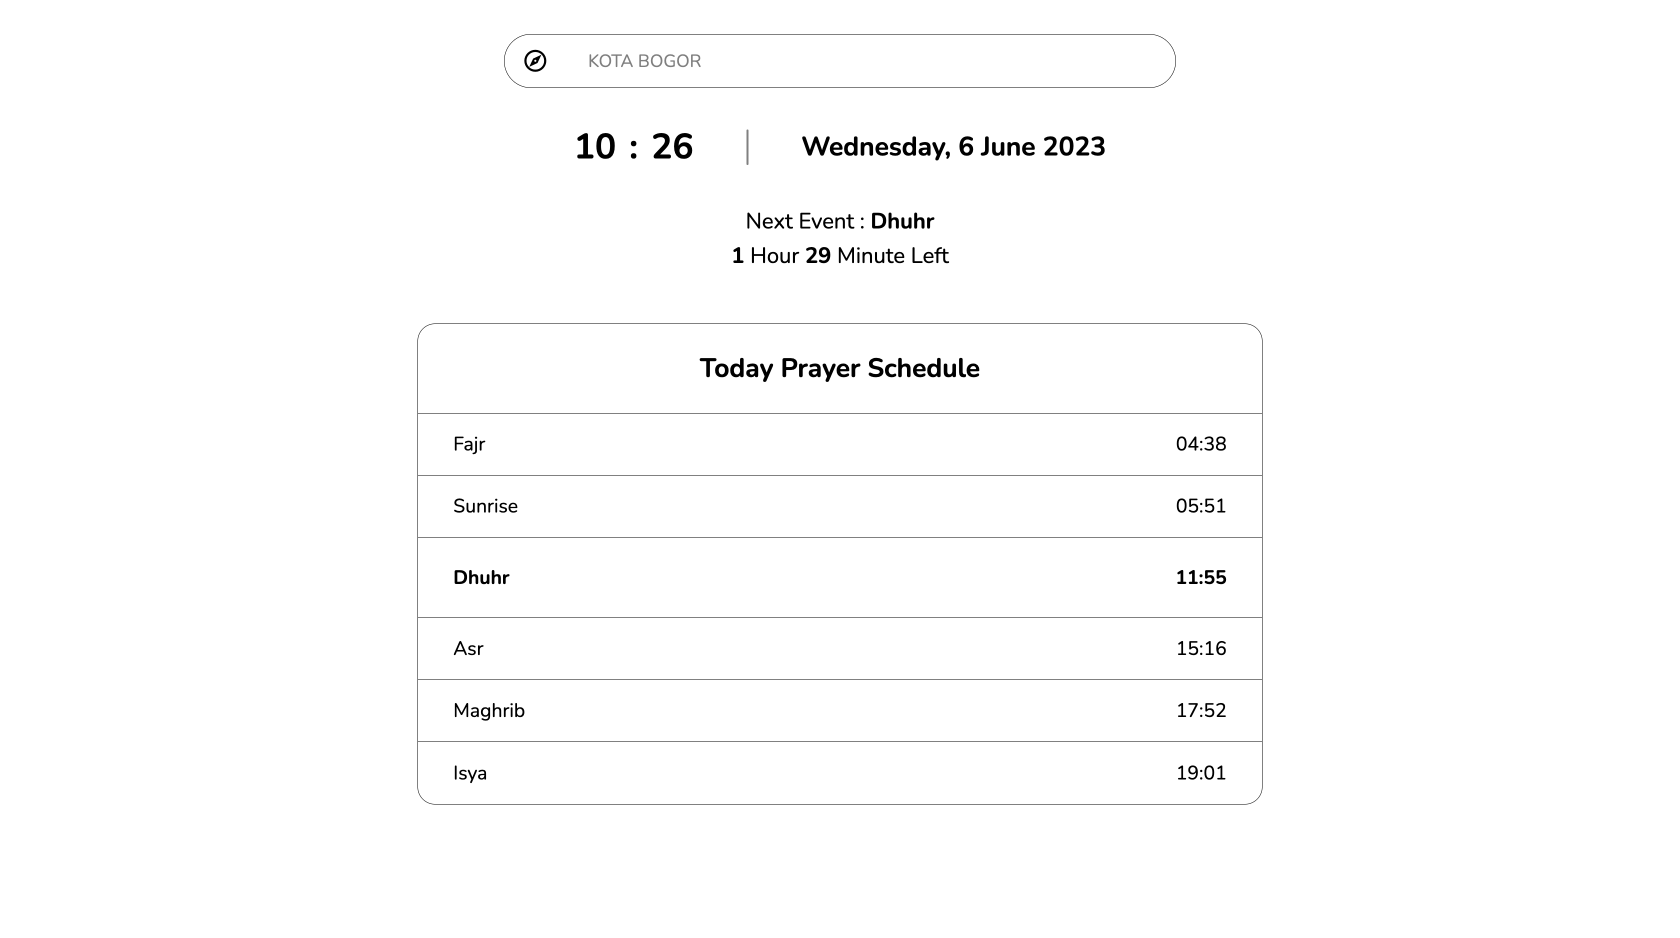 KOTA BOGOR
10 : 26
Wednesday, 6 June 2023
Next Event : Dhuhr
1 Hour 29 Minute Left
Today Prayer Schedule
Fajr 04:38
Sunrise 05:51
Dhuhr 11:55
Asr 15:16
Maghrib 17:52
Isya 19:01